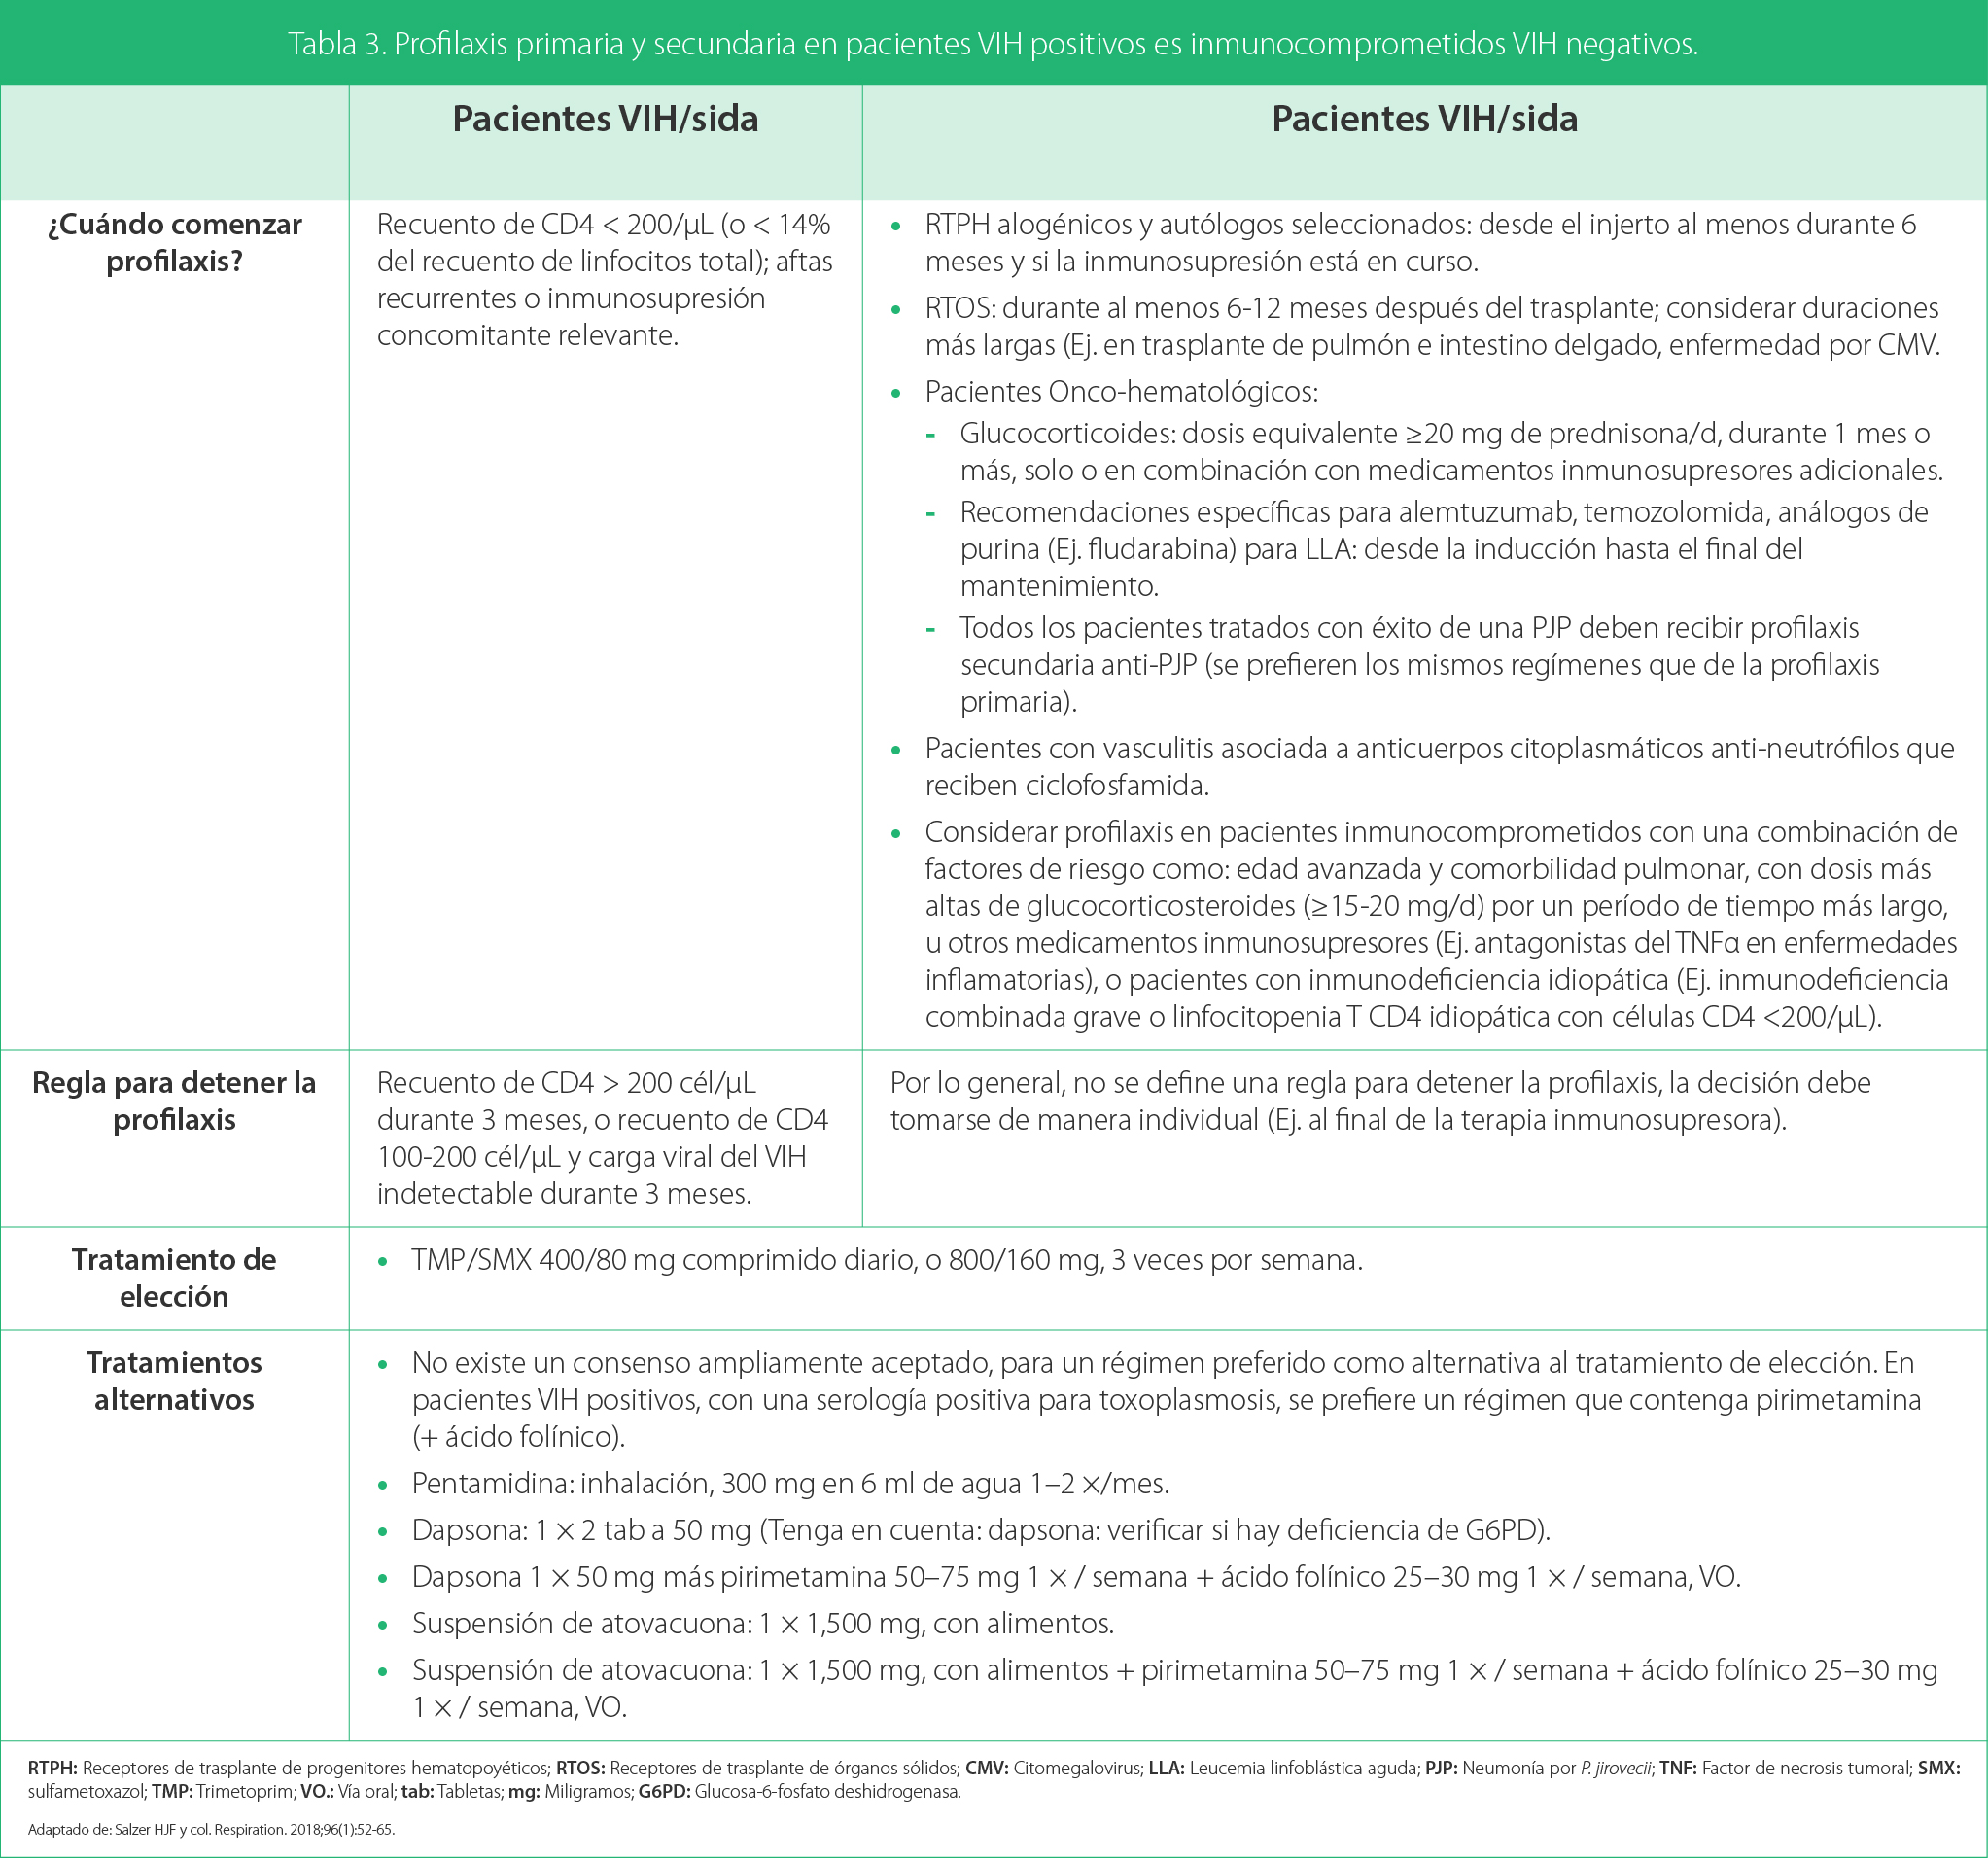 Tabla 3. Profilaxis primaria y secundaria en pacientes VIH positivos es inmunocomprometidos VIH negativos.
Pacientes VIH/sida
Pacientes VIH/sida
¿Cuándo comenzar
profilaxis?
Recuento de CD4 < 200/µL (o < 14%
del recuento de linfocitos total); aftas
recurrentes o inmunosupresión
concomitante relevante.
• RTPH alogénicos y autólogos seleccionados: desde el injerto al menos durante 6
meses y si la inmunosupresión está en curso.
• RTOS: durante al menos 6-12 meses después del trasplante; considerar duraciones
más largas (Ej. en trasplante de pulmón e intestino delgado, enfermedad por CMV.
• Pacientes Onco-hematológicos:
- Glucocorticoides: dosis equivalente ≥20 mg de prednisona/d, durante 1 mes o
más, solo o en combinación con medicamentos inmunosupresores adicionales.
- Recomendaciones específicas para alemtuzumab, temozolomida, análogos de
purina (Ej. fludarabina) para LLA: desde la inducción hasta el final del
mantenimiento.
- Todos los pacientes tratados con éxito de una PJP deben recibir profilaxis
secundaria anti-PJP (se prefieren los mismos regímenes que de la profilaxis
primaria).
• Pacientes con vasculitis asociada a anticuerpos citoplasmáticos anti-neutrófilos que
reciben ciclofosfamida.
• Considerar profilaxis en pacientes inmunocomprometidos con una combinación de
factores de riesgo como: edad avanzada y comorbilidad pulmonar, con dosis más
altas de glucocorticosteroides (≥15-20 mg/d) por un período de tiempo más largo,
u otros medicamentos inmunosupresores (Ej. antagonistas del TNFα en enfermedades
inflamatorias), o pacientes con inmunodeficiencia idiopática (Ej. inmunodeficiencia
combinada grave o linfocitopenia T CD4 idiopática con células CD4 <200/µL).
Regla para detener la
profilaxis
Recuento de CD4 > 200 cél/µL
durante 3 meses, o recuento de CD4
100-200 cél/µL y carga viral del VIH
indetectable durante 3 meses.
Por lo general, no se define una regla para detener la profilaxis, la decisión debe
tomarse de manera individual (Ej. al final de la terapia inmunosupresora).
Tratamiento de
elección
• TMP/SMX 400/80 mg comprimido diario, o 800/160 mg, 3 veces por semana.
Tratamientos
alternativos
• No existe un consenso ampliamente aceptado, para un régimen preferido como alternativa al tratamiento de elección. En
pacientes VIH positivos, con una serología positiva para toxoplasmosis, se prefiere un régimen que contenga pirimetamina
(+ ácido folínico).
• Pentamidina: inhalación, 300 mg en 6 ml de agua 1–2 ×/mes.
• Dapsona: 1 × 2 tab a 50 mg (Tenga en cuenta: dapsona: verificar si hay deficiencia de G6PD).
• Dapsona 1 × 50 mg más pirimetamina 50–75 mg 1 × / semana + ácido folínico 25–30 mg 1 × / semana, VO.
• Suspensión de atovacuona: 1 × 1,500 mg, con alimentos.
• Suspensión de atovacuona: 1 × 1,500 mg, con alimentos + pirimetamina 50–75 mg 1 × / semana + ácido folínico 25–30 mg
1 × / semana, VO.
RTPH: Receptores de trasplante de progenitores hematopoyéticos; RTOS: Receptores de trasplante de órganos sólidos; CMV: Citomegalovirus; LLA: Leucemia linfoblástica aguda; PJP: Neumonía por P. jirovecii; TNF: Factor de necrosis tumoral; SMX:
sulfametoxazol; TMP: Trimetoprim; VO.: Vía oral; tab: Tabletas; mg: Miligramos; G6PD: Glucosa-6-fosfato deshidrogenasa.
Adaptado de: Salzer HJF y col. Respiration. 2018;96(1):52-65.